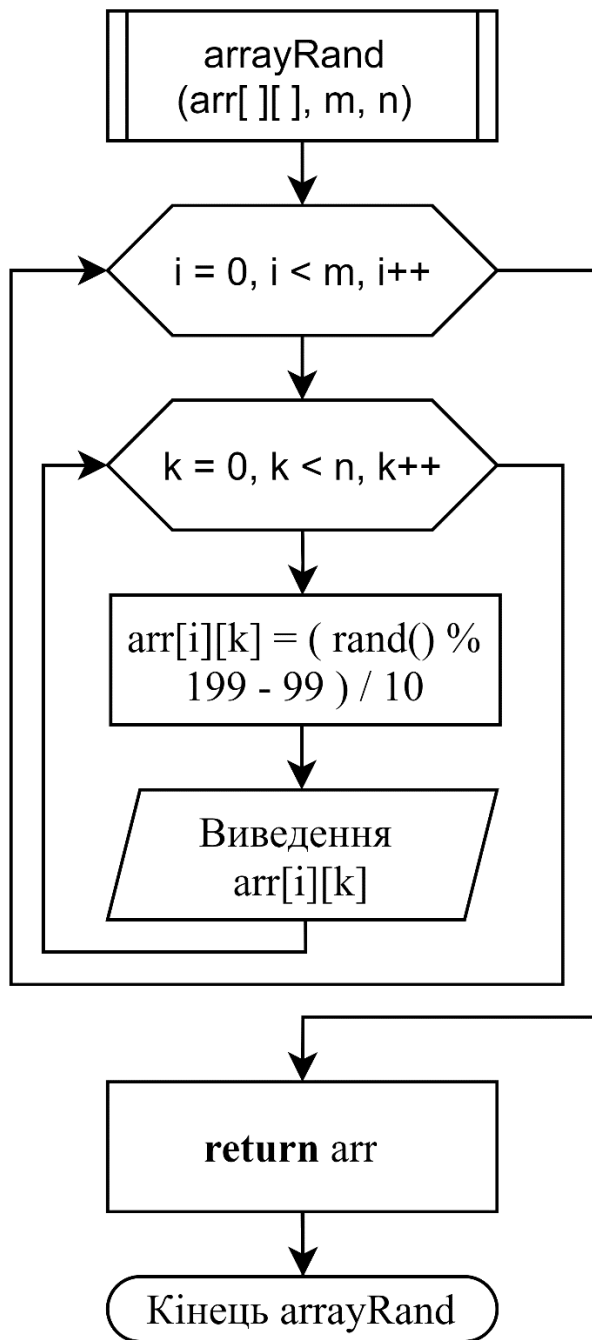 arrayRand
(arr[ ][ ], m, n)
i = 0, i < m, i++
k = 0, k < n, k++
arr[i][k] = ( rand() %
199 - 99 ) / 10
Виведення
arr[i][k]
return arr
Кінець arrayRand